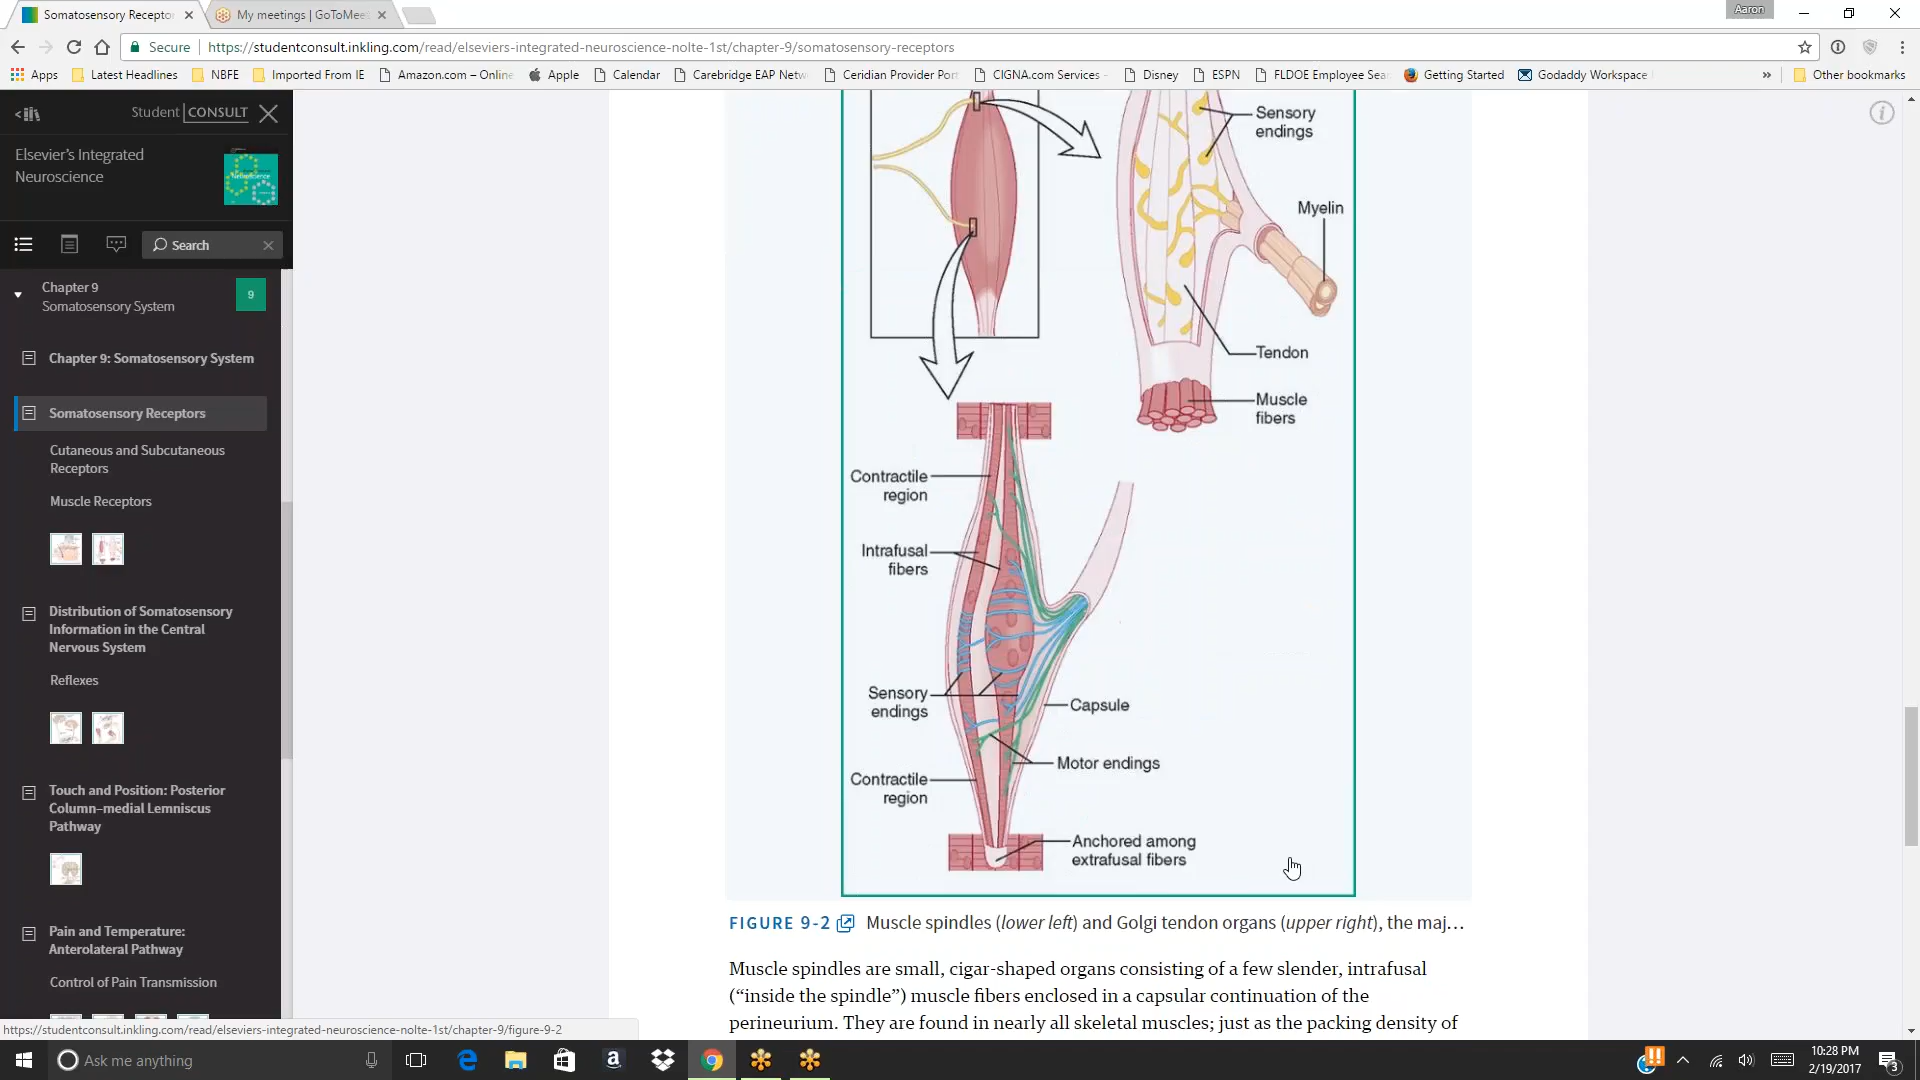 Somatosensory Receptor
My meetings | GoToMee
Aaron
Secure
https://studentconsult.inkling.com/read/elseviers-integrated-neuroscience-nolte-1st/chapter-9/somatosensory-receptors
Apps
Latest Headlines
NBFE
Imported From IE
Amazon.com – Online
Apple
Calendar
Carebridge EAP Netw
Ceridian Provider Por
CIGNA.com Services -
Disney
ESPN
FLDOE Employee Sea
Getting Started
Godaddy Workspace
»
Other bookmarks
Student CONSULT
Elsevier's Integrated
Neuroscience
Search
Chapter 9
Somatosensory System
9
Chapter 9: Somatosensory System
Somatosensory Receptors
Cutaneous and Subcutaneous
Receptors
Muscle Receptors
Distribution of Somatosensory
Information in the Central
Nervous System
Reflexes
Touch and Position: Posterior
Column–medial Lemniscus
Pathway
Pain and Temperature:
Anterolateral Pathway
Control of Pain Transmission
Sensory
endings
Myelin
Tendon
Muscle
fibers
Contractile
region
Intrafusal
fibers
Sensory
endings
Capsule
Motor endings
Contractile
region
Anchored among
extrafusal fibers
FIGURE 9-2 Muscle spindles (lower left) and Golgi tendon organs (upper right), the maj...
Muscle spindles are small, cigar-shaped organs consisting of a few slender, intrafusal
(“inside the spindle”) muscle fibers enclosed in a capsular continuation of the
perineurium. They are found in nearly all skeletal muscles; just as the packing density of
https://studentconsult.inkling.com/read/elseviers-integrated-neuroscience-nolte-1st/chapter-9/figure-9-2
Ask me anything
10:28 PM
2/19/2017
3